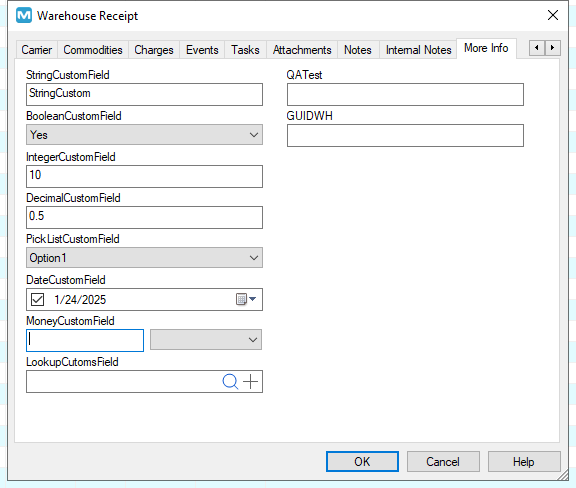 Warehouse Receipt
Carrier Commodities Charges Events Tasks Attachments Notes Internal Notes More Info
StringCustomField
StringCustom
BooleanCustomField
Yes
IntegerCustomField
10
DecimalCustomField
0.5
PickListCustomField
Option1
DateCustomField
1/24/2025
MoneyCustomField
LookupCutomsField
QATest
GUIDWH
OK Cancel Help